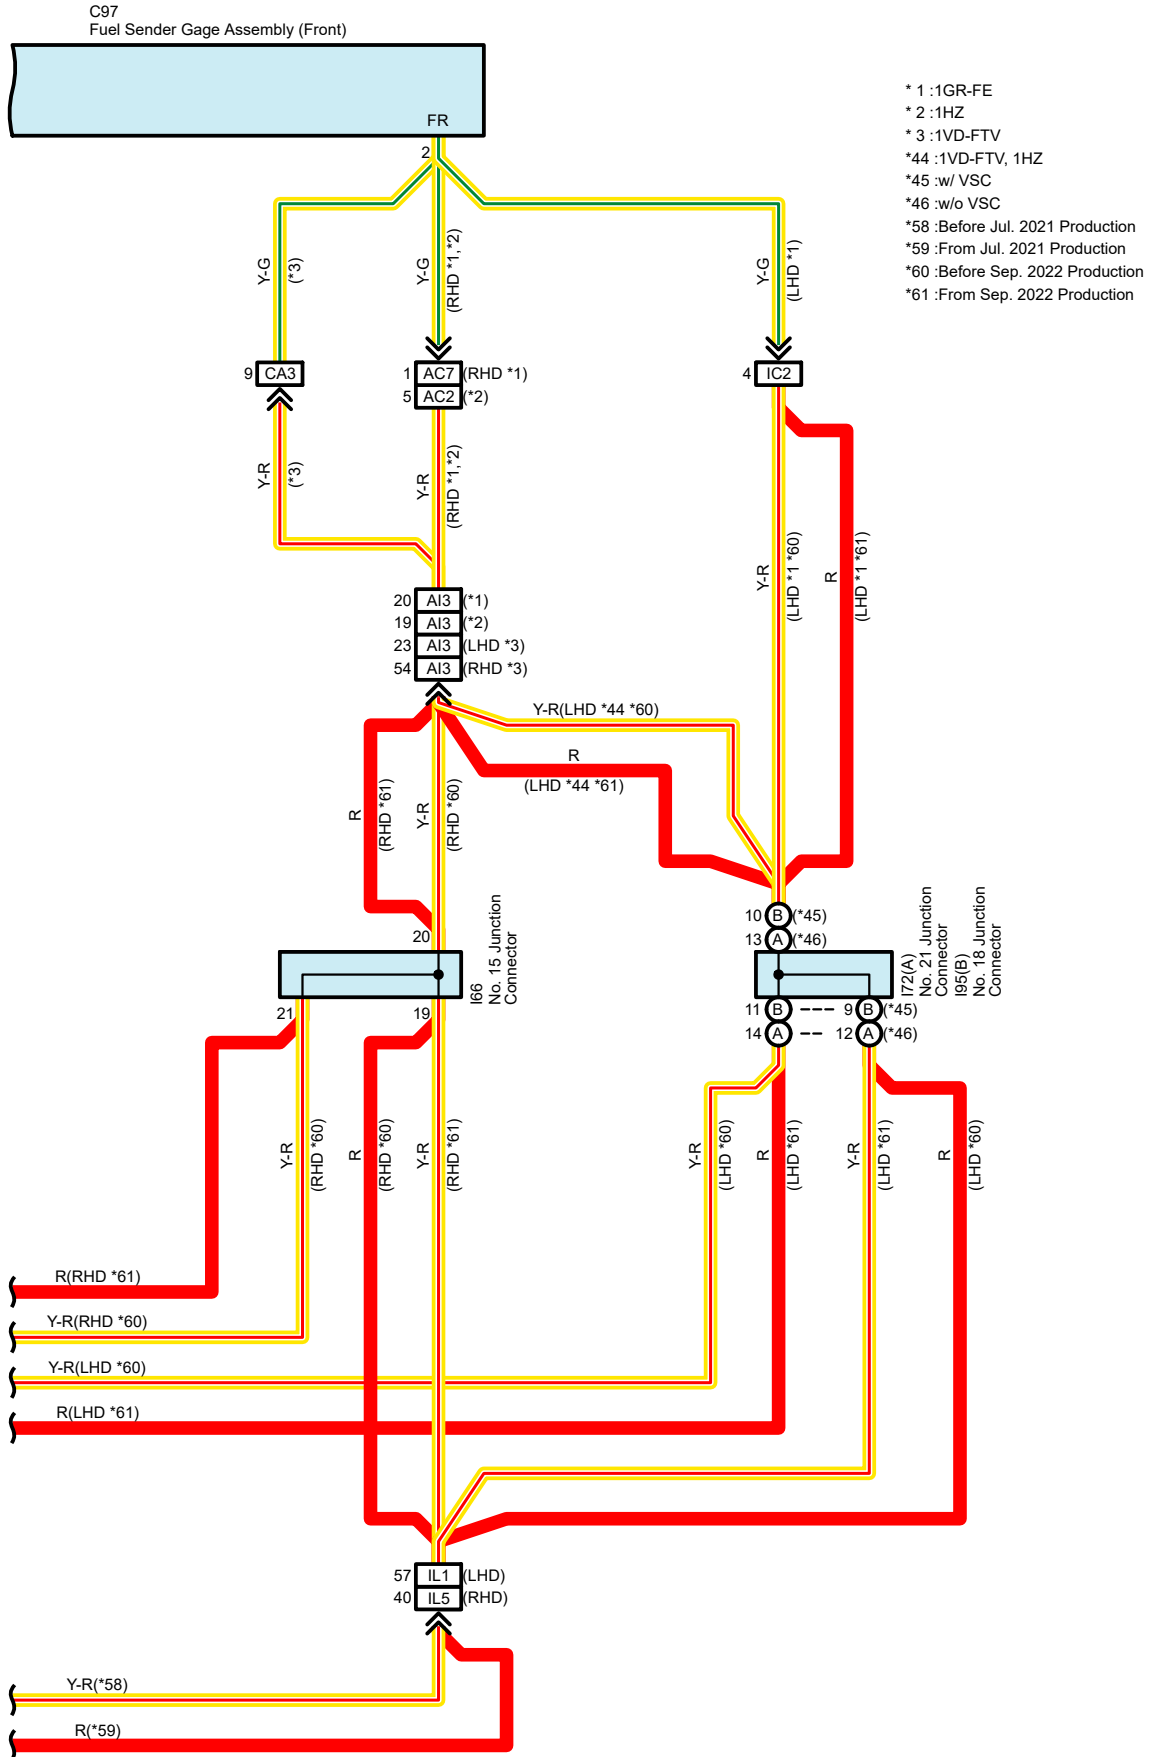 C97
Fuel Sender Gage Assembly (Front)
FR
2
* 1 :1GR-FE
* 2 :1HZ
* 3 :1VD-FTV
*44 :1VD-FTV, 1HZ
*45 :w/ VSC
*46 :w/o VSC
*58 :Before Jul. 2021 Production
*59 :From Jul. 2021 Production
*60 :Before Sep. 2022 Production
*61 :From Sep. 2022 Production
Y-G
(*3)
Y-G
(RHD *1,*2)
Y-G
(LHD *1)
9 CA3
1 AC7 (RHD *1)
5 AC2 (*2)
4 IC2
Y-R
(*3)
Y-R
(RHD *1,*2)
Y-R
(LHD *1 *60)
R
(LHD *1 *61)
20 AI3 (*1)
19 AI3 (*2)
23 AI3 (LHD *3)
54 AI3 (RHD *3)
Y-R(LHD *44 *60)
R
(LHD *44 *61)
R
(RHD *61)
Y-R
(RHD *60)
20
I66
No. 15 Junction
Connector
21
19
10 B (*45)
13 A (*46)
I72(A)
No. 21 Junction
Connector
I95(B)
No. 18 Junction
Connector
11 B ---- 9 B (*45)
14 A -- 12 A (*46)
Y-R
(RHD *60)
R
(RHD *60)
Y-R
(RHD *61)
Y-R
(LHD *60)
R
(LHD *61)
Y-R
(LHD *61)
R
(LHD *60)
R(RHD *61)
Y-R(RHD *60)
Y-R(LHD *60)
R(LHD *61)
57 IL1 (LHD)
40 IL5 (RHD)
Y-R(*58)
R(*59)